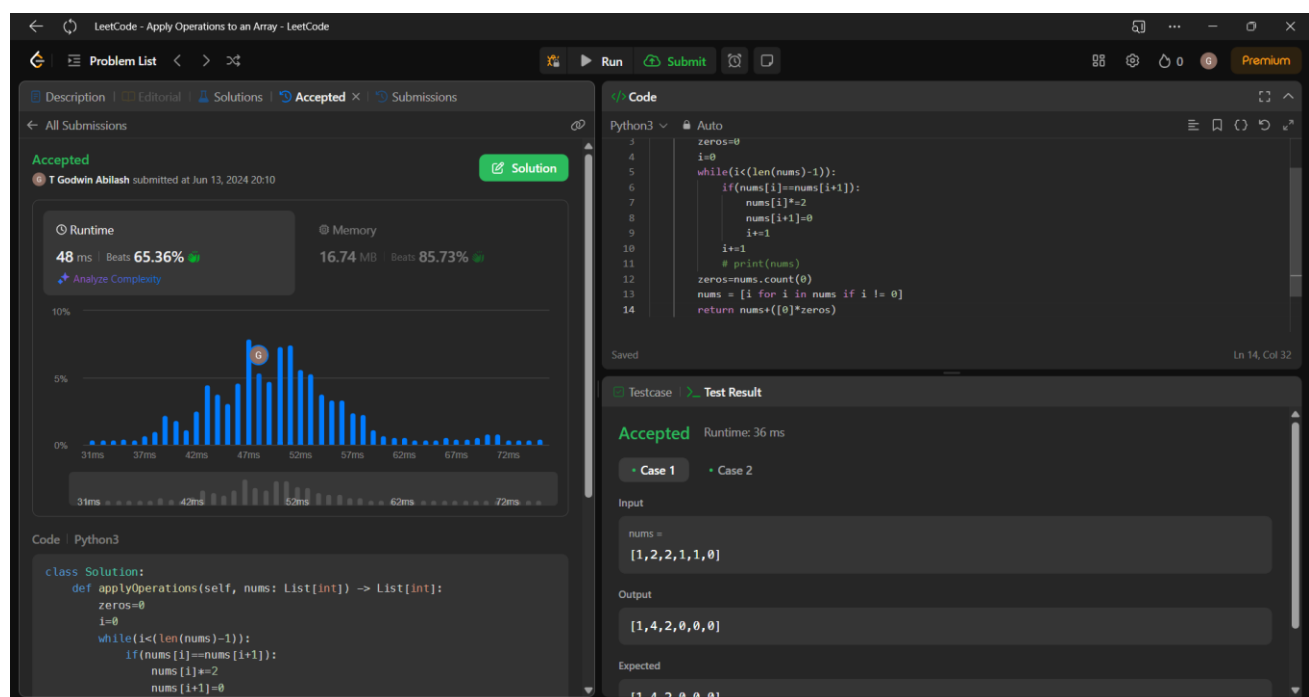 LeetCode - Apply Operations to an Array - LeetCode
Problem List
Run
Submit
0
G
Premium
Description
Editorial
Solutions
Accepted
Submissions
All Submissions
Accepted
G T Godwin Abilash submitted at Jun 13, 2024 20:10
Solution
Runtime
48 ms | Beats 65.36%
Analyze Complexity
Memory
16.74 MB | Beats 85.73%
10%
5%
0%
G
31ms 37ms 42ms 47ms 52ms 57ms 62ms 67ms 72ms
31ms 42ms 52ms 62ms 72ms
Code | Python3
class Solution:
    def applyOperations(self, nums: List[int]) -> List[int]:
        zeros=0
        i=0
        while(i<(len(nums)-1)):
            if(nums[i]==nums[i+1]):
                nums[i]*=2
                nums[i+1]=0
</> Code
Python3
Auto
3 zeros=0
4 i=0
5 while(i<(len(nums)-1)):
6     if(nums[i]==nums[i+1]):
7         nums[i]*=2
8         nums[i+1]=0
9         i+=1
10     i+=1
11     # print(nums)
12 zeros=nums.count(0)
13 nums = [i for i in nums if i != 0]
14 return nums+([0]*zeros)
Saved
Ln 14, Col 32
Testcase
>_ Test Result
Accepted Runtime: 36 ms
• Case 1 • Case 2
Input
nums =
[1,2,2,1,1,0]
Output
[1,4,2,0,0,0]
Expected
[1,4,2,0,0,0]